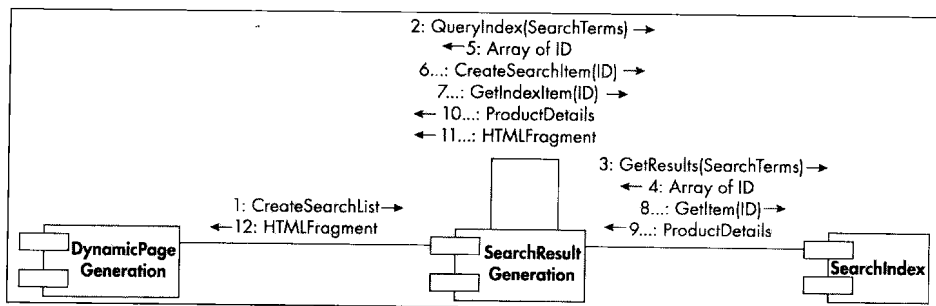 2: QueryIndex(SearchTerms) →
← 5: Array of ID
6...: CreateSearchItem(ID) →
7...: GetIndexItem(ID) →
← 10...: ProductDetails
← 11...: HTMLFragment
3: GetResults(SearchTerms) →
← 4: Array of ID
8...: GetItem(ID) →
← 9...: ProductDetails
1: CreateSearchList →
← 12: HTMLFragment
DynamicPage
Generation
SearchResult
Generation
SearchIndex